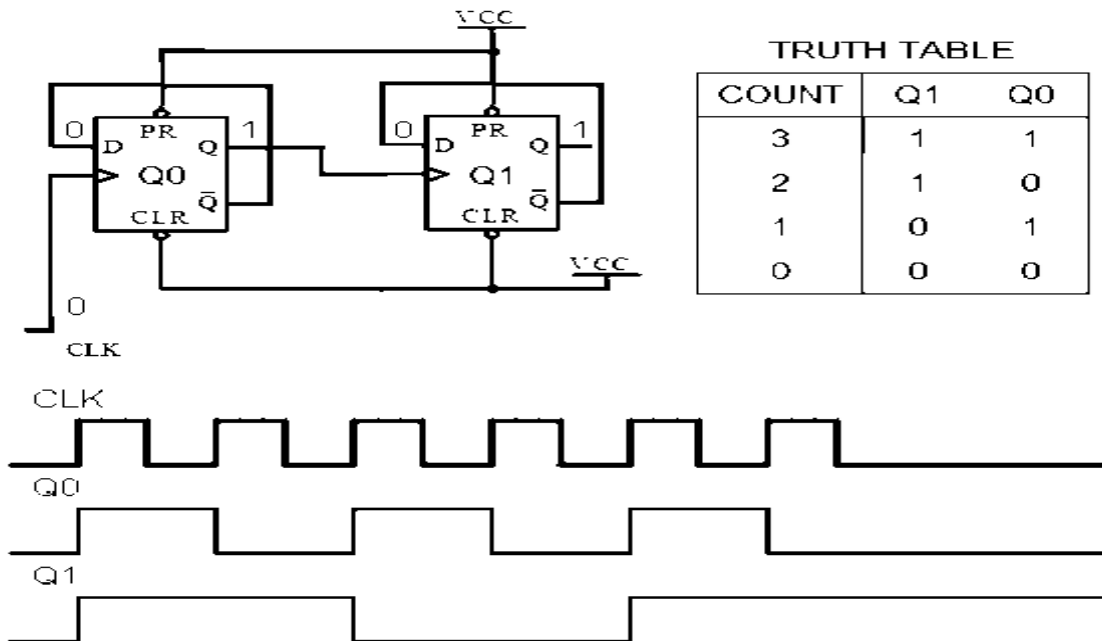 VCC
0
PR
D
Q
1
Q0
Q̅
CLR
0
PR
D
Q
1
Q1
Q̅
CLR
VCC
0
CLK
TRUTH TABLE
COUNT Q1 Q0
3 1 1
2 1 0
1 0 1
0 0 0
CLK
Q0
Q1